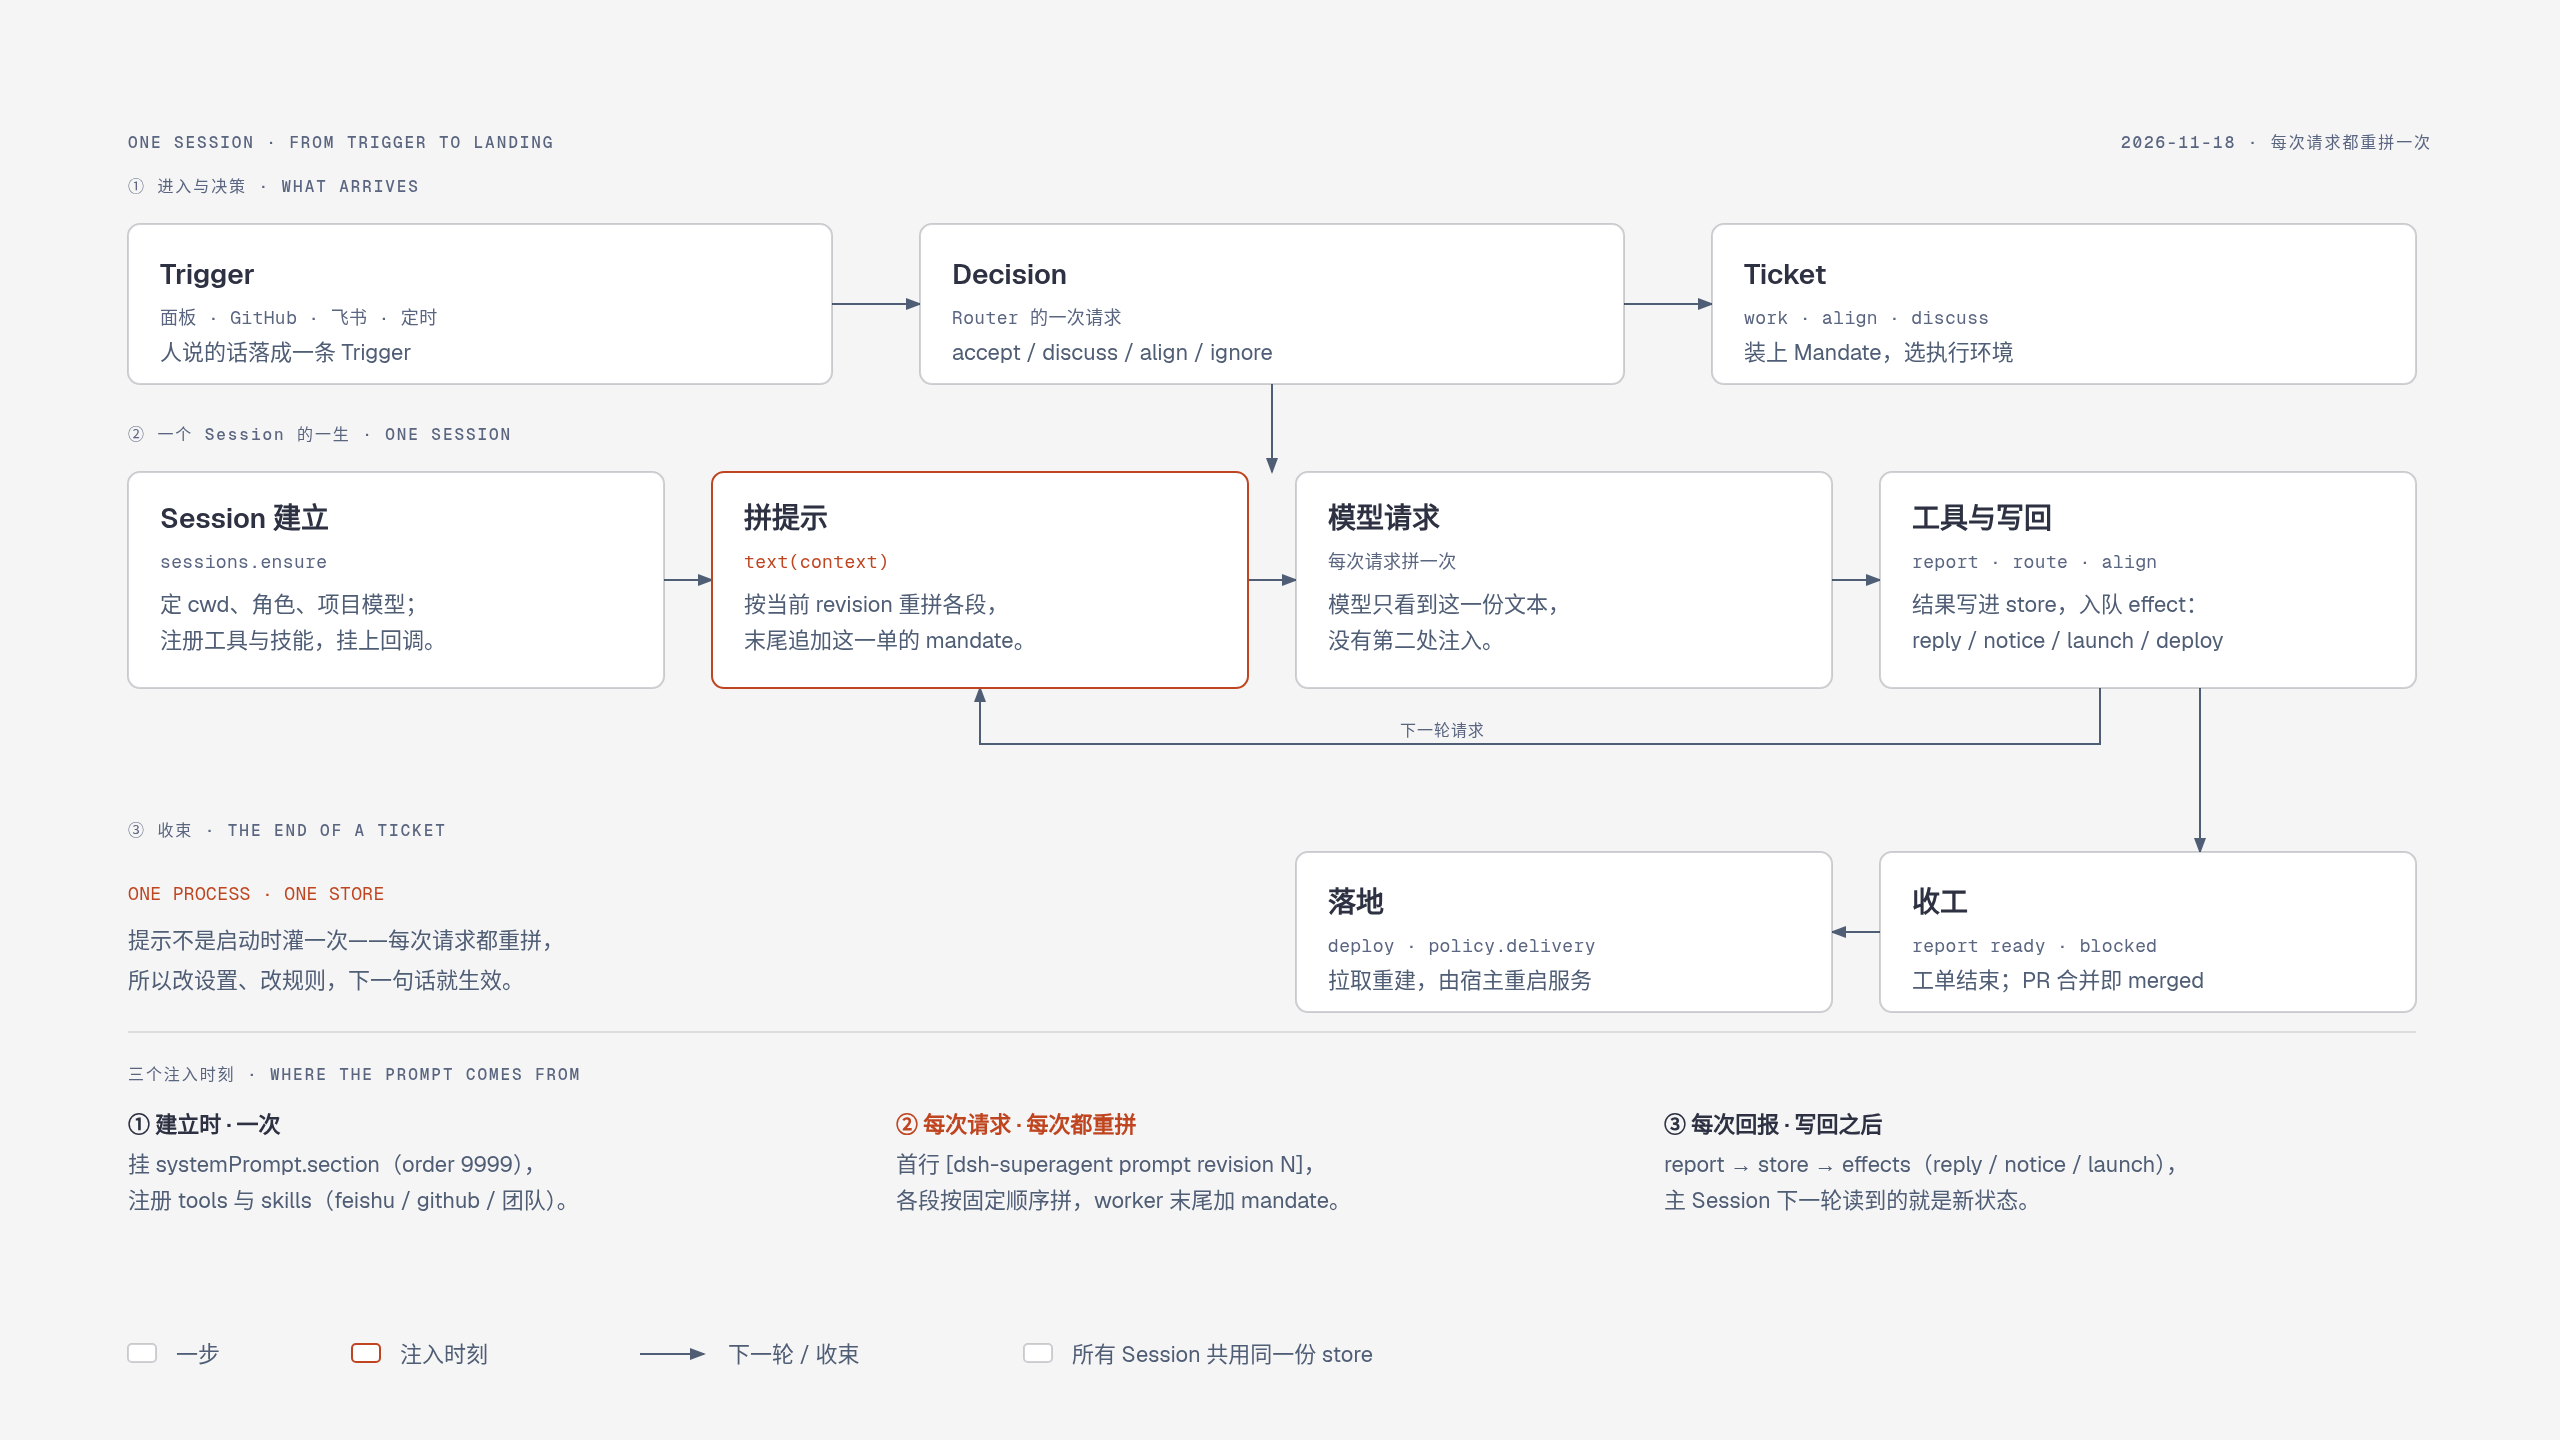 ONE SESSION · FROM TRIGGER TO LANDING
2026-11-18 · 每次请求都重拼一次
① 进入与决策 · WHAT ARRIVES
Trigger
面板 · GitHub · 飞书 · 定时
人说的话落成一条 Trigger
Decision
Router 的一次请求
accept / discuss / align / ignore
Ticket
work · align · discuss
装上 Mandate，选执行环境
② 一个 Session 的一生 · ONE SESSION
Session 建立
sessions.ensure
定 cwd、角色、项目模型；
注册工具与技能，挂上回调。
拼提示
text(context)
按当前 revision 重拼各段，
末尾追加这一单的 mandate。
模型请求
每次请求拼一次
模型只看到这一份文本，
没有第二处注入。
工具与写回
report · route · align
结果写进 store，入队 effect：
reply / notice / launch / deploy
下一轮请求
③ 收束 · THE END OF A TICKET
ONE PROCESS · ONE STORE
提示不是启动时灌一次——每次请求都重拼，
所以改设置、改规则，下一句话就生效。
落地
deploy · policy.delivery
拉取重建，由宿主重启服务
收工
report ready · blocked
工单结束；PR 合并即 merged
三个注入时刻 · WHERE THE PROMPT COMES FROM
① 建立时 · 一次
挂 systemPrompt.section（order 9999），
注册 tools 与 skills（feishu / github / 团队）。
② 每次请求 · 每次都重拼
首行 [dsh-superagent prompt revision N]，
各段按固定顺序拼，worker 末尾加 mandate。
③ 每次回报 · 写回之后
report → store → effects（reply / notice / launch），
主 Session 下一轮读到的就是新状态。
一步
注入时刻
下一轮 / 收束
所有 Session 共用同一份 store